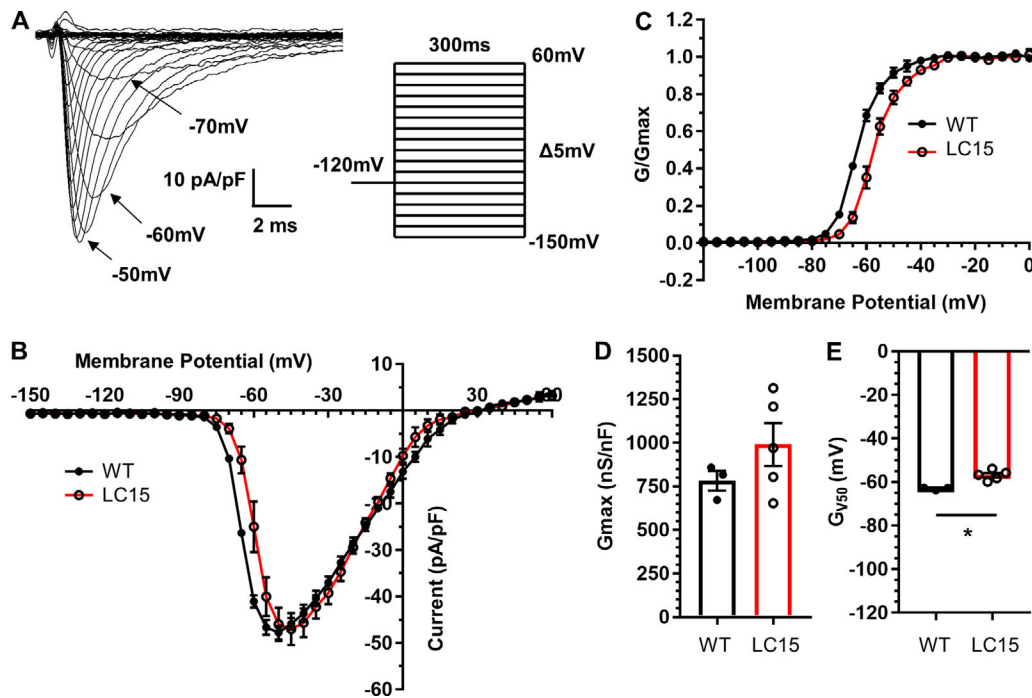 A
-70mV
10 pA/pF
2 ms
-60mV
-50mV
300ms
60mV
-120mV
Δ5mV
-150mV
B
Membrane Potential (mV)
-150 -120 -90 -60 -30 30 60
10
-10
-20
-30
-40
-50
-60
Current (pA/pF)
WT
LC15
C
G/Gmax
1.2
1.0
0.8
0.6
0.4
0.2
0.0
-0.2
WT
LC15
-100 -80 -60 -40 -20 0
Membrane Potential (mV)
D
Gmax (nS/nF)
1500
1250
1000
750
500
250
0
WT LC15
E
GV50 (mV)
0
-20
-40
-60
-80
-100
-120
*
WT LC15